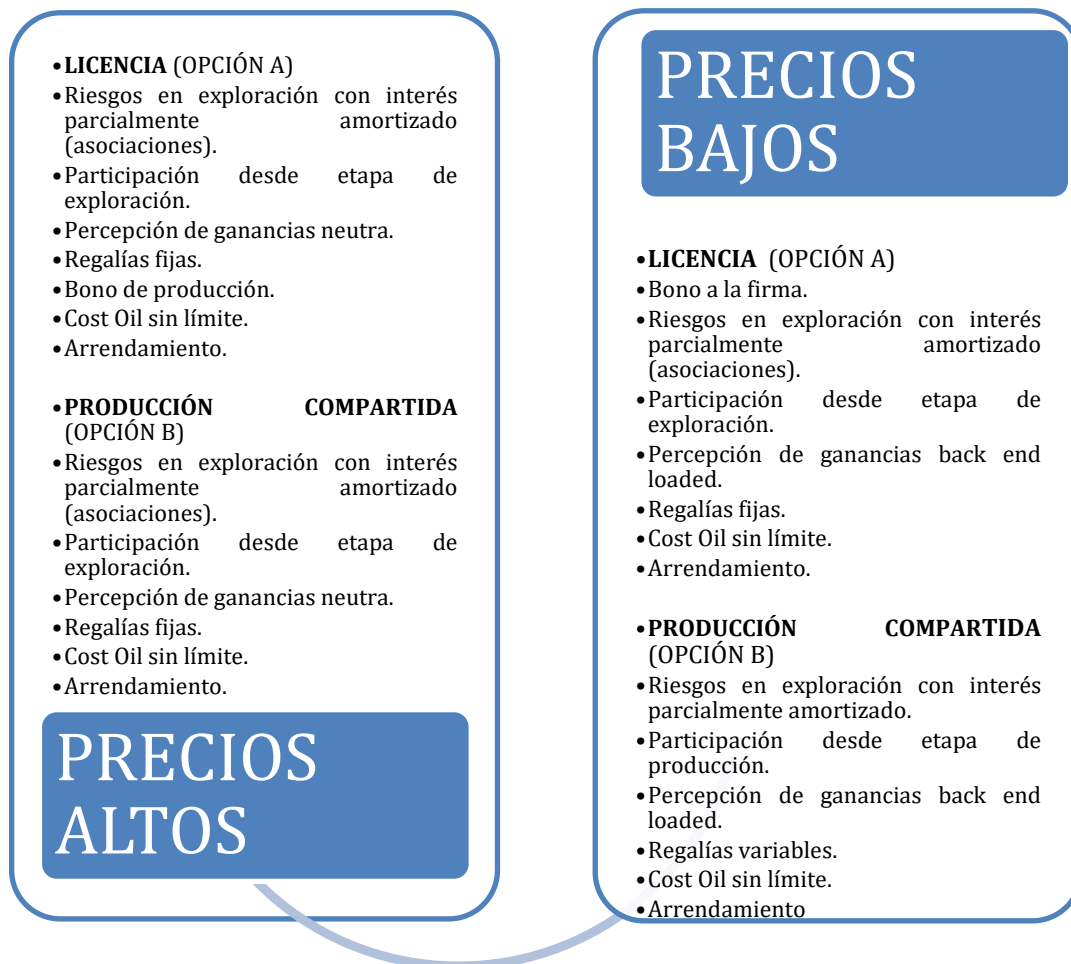 •LICENCIA (OPCIÓN A)
•Riesgos en exploración con interés
parcialmente amortizado
(asociaciones).
•Participación desde etapa de
exploración.
•Percepción de ganancias neutra.
•Regalías fijas.
•Bono de producción.
•Cost Oil sin límite.
•Arrendamiento.
•PRODUCCIÓN COMPARTIDA
(OPCIÓN B)
•Riesgos en exploración con interés
parcialmente amortizado
(asociaciones).
•Participación desde etapa de
exploración.
•Percepción de ganancias neutra.
•Regalías fijas.
•Cost Oil sin límite.
•Arrendamiento.
PRECIOS
ALTOS
PRECIOS
BAJOS
•LICENCIA (OPCIÓN A)
•Bono a la firma.
•Riesgos en exploración con interés
parcialmente amortizado
(asociaciones).
•Participación desde etapa de
exploración.
•Percepción de ganancias back end
loaded.
•Regalías fijas.
•Cost Oil sin límite.
•Arrendamiento.
•PRODUCCIÓN COMPARTIDA
(OPCIÓN B)
•Riesgos en exploración con interés
parcialmente amortizado.
•Participación desde etapa de
producción.
•Percepción de ganancias back end
loaded.
•Regalías variables.
•Cost Oil sin límite.
•Arrendamiento